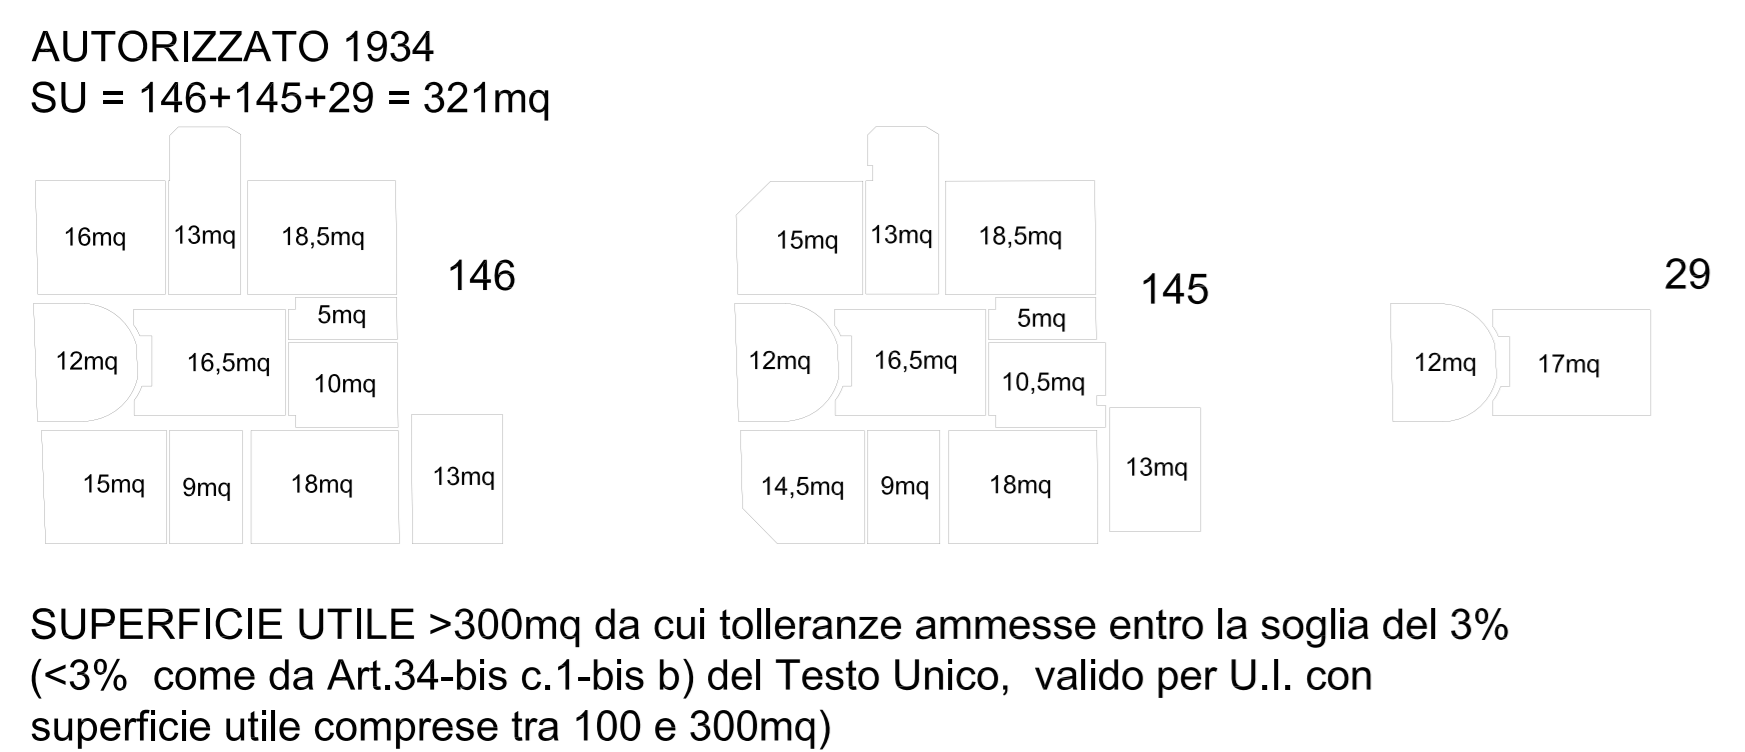 AUTORIZZATO 1934
SU = 146+145+29 = 321mq
16mq
13mq
18,5mq
146
5mq
12mq
16,5mq
10mq
15mq
9mq
18mq
13mq
15mq
13mq
18,5mq
145
5mq
12mq
16,5mq
10,5mq
14,5mq
9mq
18mq
13mq
29
12mq
17mq
SUPERFICIE UTILE >300mq da cui tolleranze ammesse entro la soglia del 3%
(<3%  come da Art.34-bis c.1-bis b) del Testo Unico,  valido per U.I. con
superficie utile comprese tra 100 e 300mq)